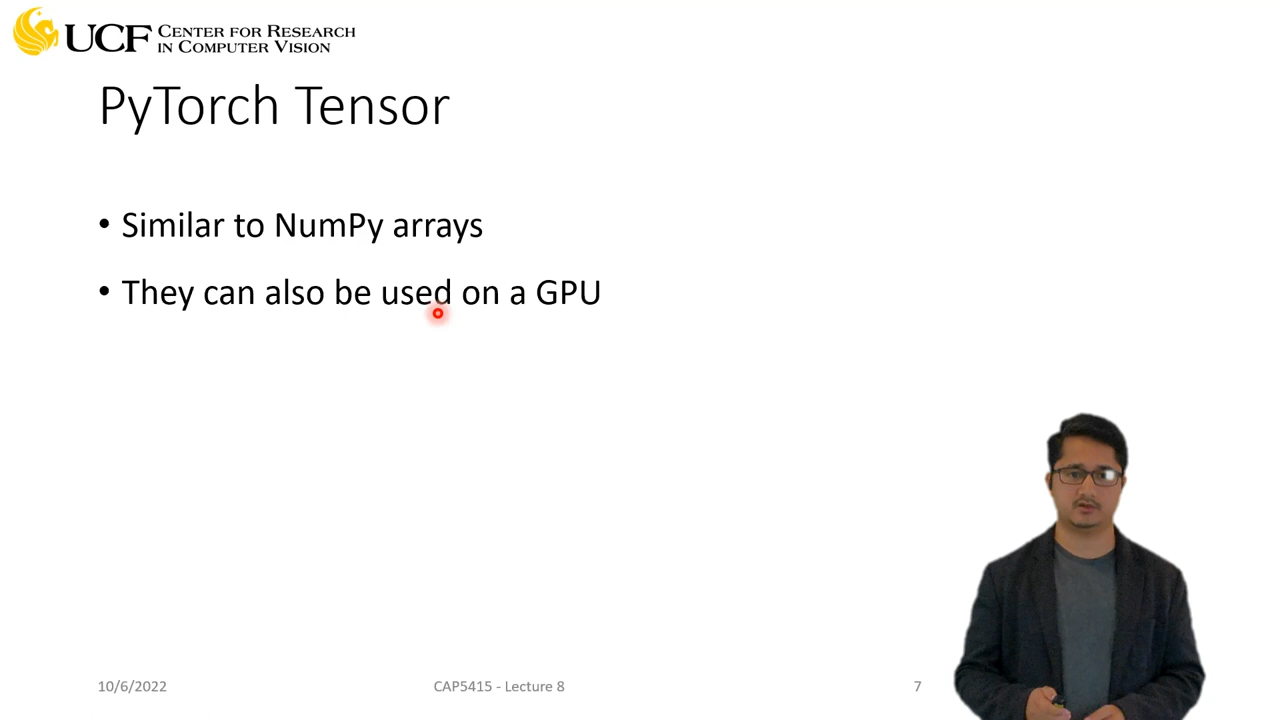 UCF CENTER FOR RESEARCH
IN COMPUTER VISION
PyTorch Tensor
• Similar to NumPy arrays
• They can also be used on a GPU
10/6/2022
CAP5415 - Lecture 8
7